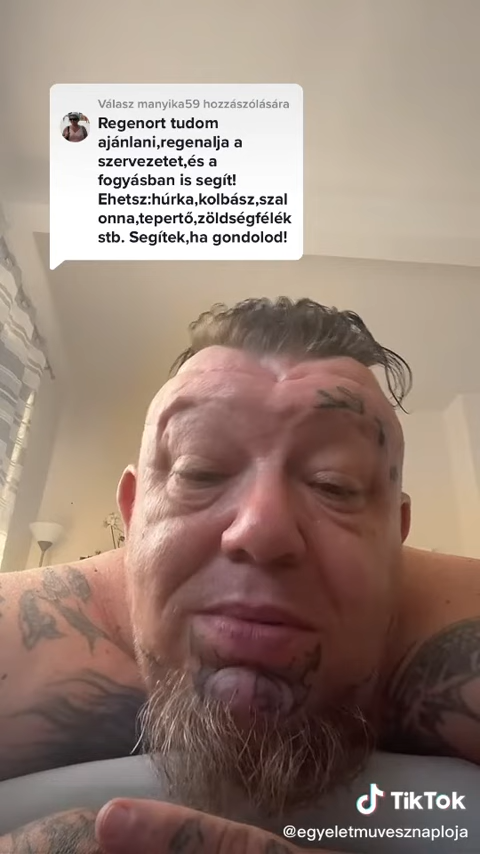 Válasz manyika59 hozzászólására
Regenort tudom
ajánlani,regenalja a
szervezetet,és a
fogyásban is segít!
Ehetsz:húrka,kolbász,szal
onna,tepertő,zöldségfélék
stb. Segítek,ha gondolod!
TikTok
@egyeletmuvesznaploja